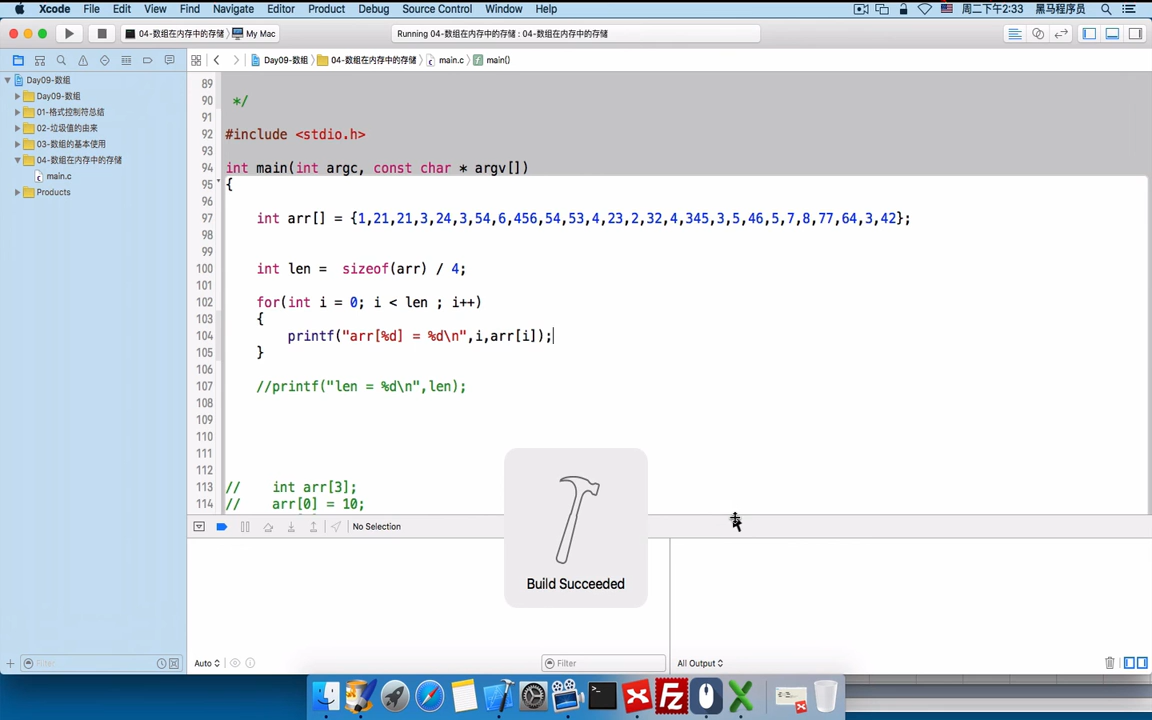 Xcode File Edit View Find Navigate Editor Product Debug Source Control Window Help 周二下午2:33 黑马程序员
04-数组在内存中的存储 My Mac Running 04-数组在内存中的存储 : 04-数组在内存中的存储
Day09-数组 04-数组在内存中的存储 main.c main()
Day09-数组
Day09-数组
01-格式控制符总结
02-垃圾值的由来
03-数组的基本使用
04-数组在内存中的存储
main.c
Products
89
90 */
91
92 #include <stdio.h>
93
94 int main(int argc, const char * argv[])
95 {
96
97 int arr[] = {1,21,21,3,24,3,54,6,456,54,53,4,23,2,32,4,345,3,5,46,5,7,8,77,64,3,42};
98
99
100 int len =  sizeof(arr) / 4;
101
102 for(int i = 0; i < len ; i++)
103 {
104 printf("arr[%d] = %d\n",i,arr[i]);
105 }
106
107 //printf("len = %d\n",len);
108
109
110
111
112
113 //    int arr[3];
114 //    arr[0] = 10;
No Selection
Build Succeeded
Filter Auto Filter All Output